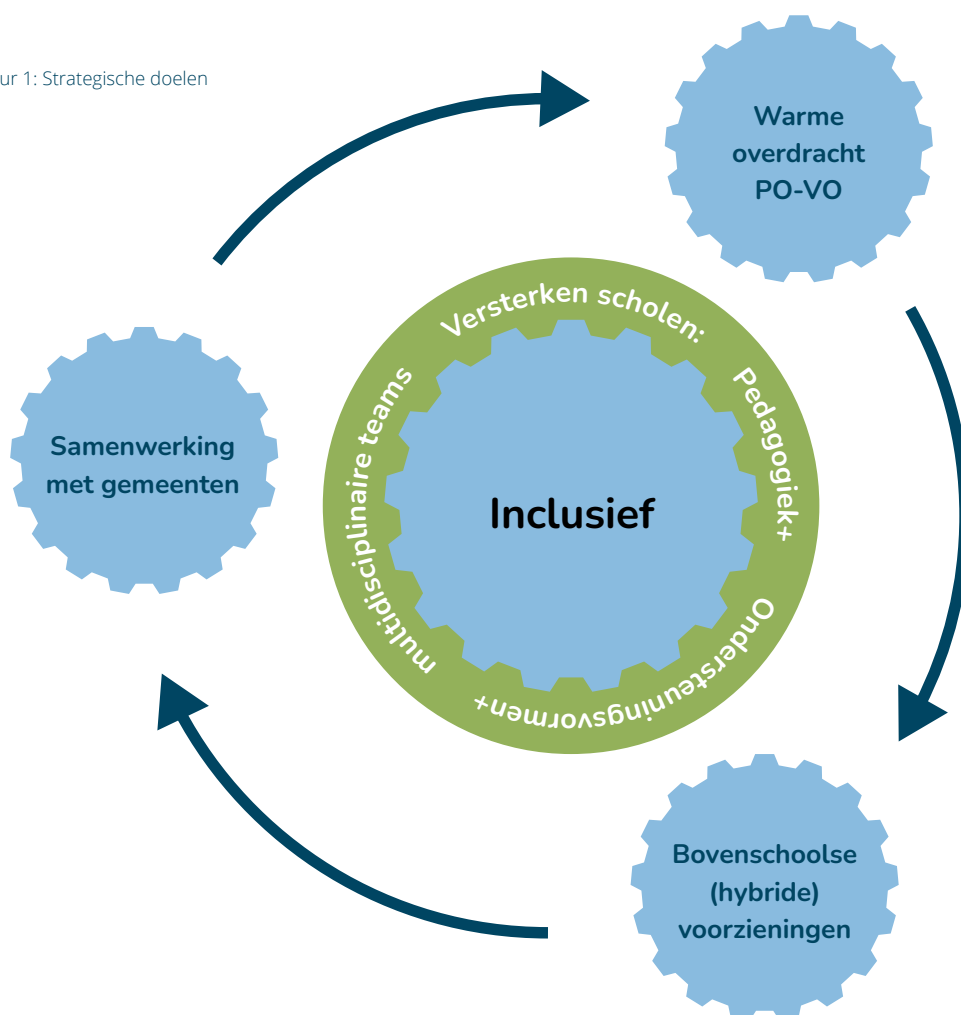 ur 1: Strategische doelen
Warme
overdracht
PO-VO
Versterken scholen:
Pedagogiek+
Ondersteuningsvormen+
multidisciplinaire teams
Inclusief
Samenwerking
met gemeenten
Bovenschoolse
(hybride)
voorzieningen